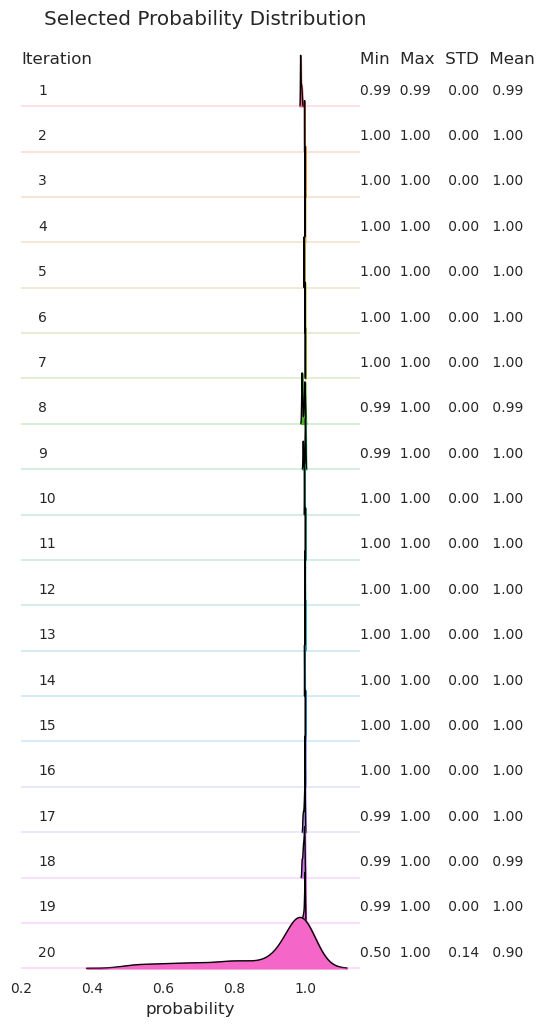 Selected Probability Distribution
Iteration Min Max STD Mean
1 0.99 0.99 0.00 0.99
2 1.00 1.00 0.00 1.00
3 1.00 1.00 0.00 1.00
4 1.00 1.00 0.00 1.00
5 1.00 1.00 0.00 1.00
6 1.00 1.00 0.00 1.00
7 1.00 1.00 0.00 1.00
8 0.99 1.00 0.00 0.99
9 0.99 1.00 0.00 1.00
10 1.00 1.00 0.00 1.00
11 1.00 1.00 0.00 1.00
12 1.00 1.00 0.00 1.00
13 1.00 1.00 0.00 1.00
14 1.00 1.00 0.00 1.00
15 1.00 1.00 0.00 1.00
16 1.00 1.00 0.00 1.00
17 0.99 1.00 0.00 1.00
18 0.99 1.00 0.00 0.99
19 0.99 1.00 0.00 1.00
20 0.50 1.00 0.14 0.90
0.2 0.4 0.6 0.8 1.0
probability